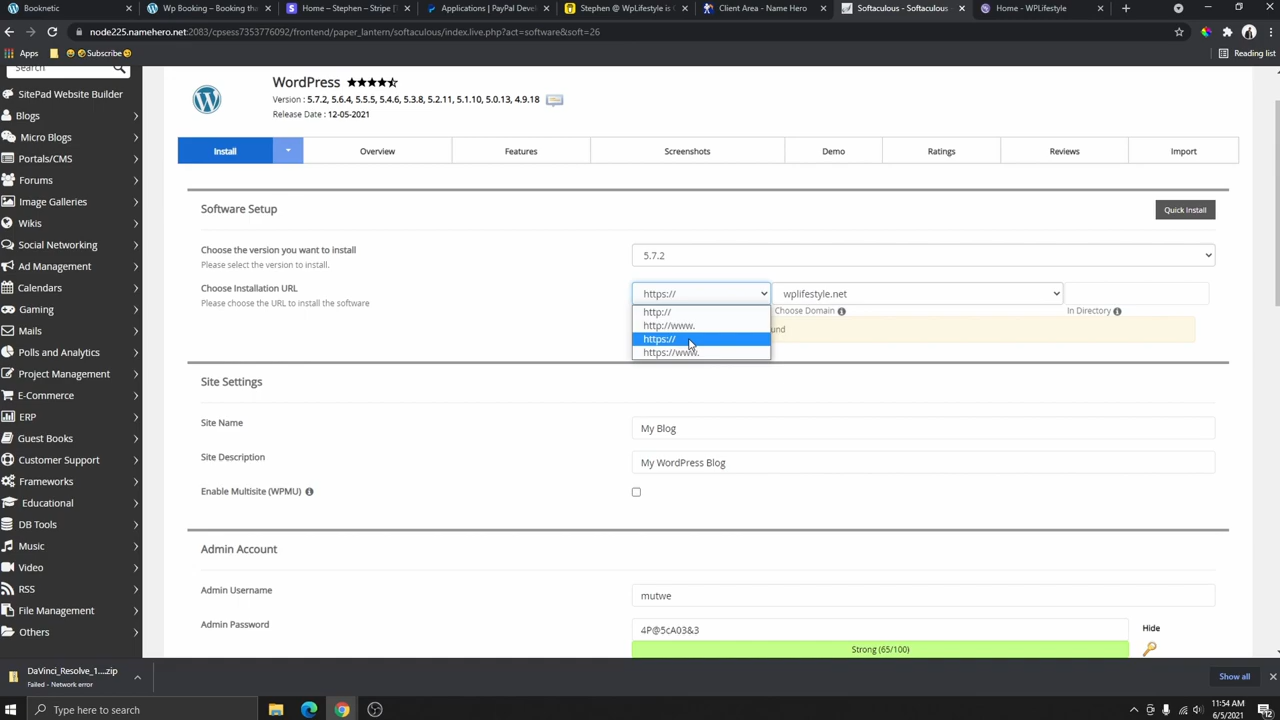 Booknetic
Wp Booking – Booking th
Home – Stephen – Stripe [T
Applications | PayPal Devel
Stephen @ WpLifestyle is c
Client Area - Name Hero
Softaculous - Softaculous
Home - WPLifestyle
node225.namehero.net:2083/cpsess7353776092/frontend/paper_lantern/softaculous/index.live.php?act=software&soft=26
Apps
Subscribe
Reading list
Search
SitePad Website Builder
Blogs
Micro Blogs
Portals/CMS
Forums
Image Galleries
Wikis
Social Networking
Ad Management
Calendars
Gaming
Mails
Polls and Analytics
Project Management
E-Commerce
ERP
Guest Books
Customer Support
Frameworks
Educational
DB Tools
Music
Video
RSS
File Management
Others
WordPress
Version : 5.7.2, 5.6.4, 5.5.5, 5.4.6, 5.3.8, 5.2.11, 5.1.10, 5.0.13, 4.9.18
Release Date : 12-05-2021
Install
Overview
Features
Screenshots
Demo
Ratings
Reviews
Import
Software Setup
Quick Install
Choose the version you want to install
Please select the version to install.
5.7.2
Choose Installation URL
Please choose the URL to install the software
https://
wplifestyle.net
Choose Domain
In Directory
http://
http://www.
https://
https://www.
und
Site Settings
Site Name
My Blog
Site Description
My WordPress Blog
Enable Multisite (WPMU)
Admin Account
Admin Username
mutwe
Admin Password
4P@5cA03&3
Hide
Strong (65/100)
DaVinci_Resolve_1....zip
Failed - Network error
Show all
Type here to search
11:54 AM
6/5/2021